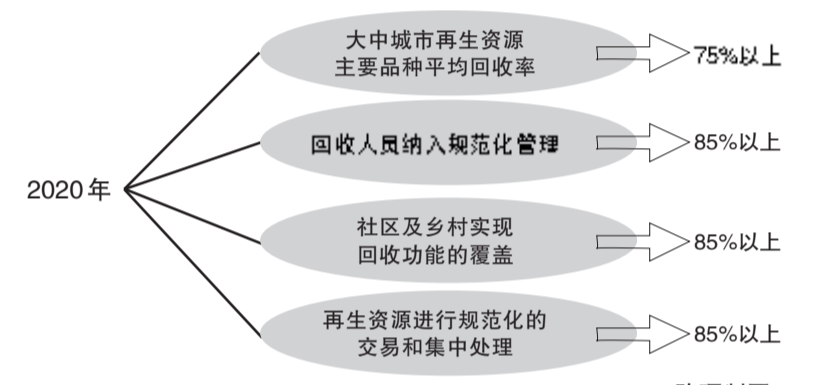 大中城市再生资源
主要品种平均回收率
75%以上
回收人员纳入规范化管理
85%以上
2020年
社区及乡村实现
回收功能的覆盖
85%以上
再生资源进行规范化的
交易和集中处理
85%以上